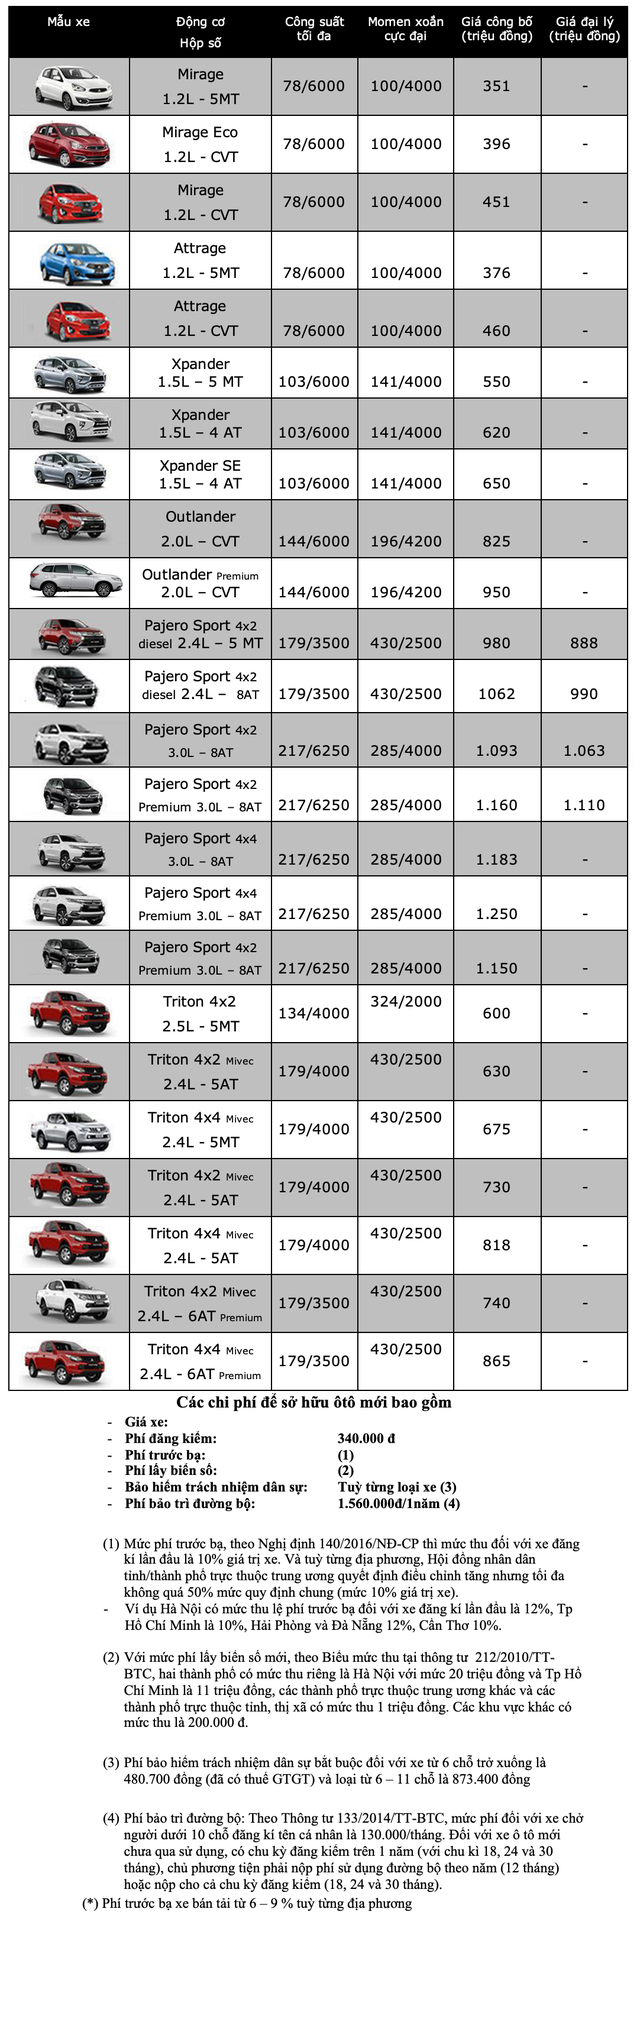 Mẫu xe Động cơ Công suất Momen xoắn Giá công bố Giá đại lý
Hộp số tối đa cực đại (triệu đồng) (triệu đồng)
Mirage
1.2L - 5MT 78/6000 100/4000 351 -
Mirage Eco
1.2L - CVT 78/6000 100/4000 396 -
Mirage
1.2L - CVT 78/6000 100/4000 451 -
Attrage
1.2L - 5MT 78/6000 100/4000 376 -
Attrage
1.2L - CVT 78/6000 100/4000 460 -
Xpander
1.5L – 5 MT 103/6000 141/4000 550 -
Xpander
1.5L – 4 AT 103/6000 141/4000 620 -
Xpander SE
1.5L – 4 AT 103/6000 141/4000 650 -
Outlander
2.0L – CVT 144/6000 196/4200 825 -
Outlander Premium
2.0L – CVT 144/6000 196/4200 950 -
Pajero Sport 4x2
diesel 2.4L – 5 MT 179/3500 430/2500 980 888
Pajero Sport 4x2
diesel 2.4L – 8AT 179/3500 430/2500 1062 990
Pajero Sport 4x2
3.0L – 8AT 217/6250 285/4000 1.093 1.063
Pajero Sport 4x2
Premium 3.0L – 8AT 217/6250 285/4000 1.160 1.110
Pajero Sport 4x4
3.0L – 8AT 217/6250 285/4000 1.183 -
Pajero Sport 4x4
Premium 3.0L – 8AT 217/6250 285/4000 1.250 -
Pajero Sport 4x2
Premium 3.0L – 8AT 217/6250 285/4000 1.150 -
Triton 4x2
2.5L - 5MT 134/4000 324/2000 600 -
Triton 4x2 Mivec
2.4L - 5AT 179/4000 430/2500 630 -
Triton 4x4 Mivec
2.4L - 5MT 179/4000 430/2500 675 -
Triton 4x2 Mivec
2.4L - 5AT 179/4000 430/2500 730 -
Triton 4x4 Mivec
2.4L - 5AT 179/4000 430/2500 818 -
Triton 4x2 Mivec
2.4L – 6AT Premium 179/3500 430/2500 740 -
Triton 4x4 Mivec
2.4L - 6AT Premium 179/3500 430/2500 865 -
Các chi phí để sở hữu ôtô mới bao gồm
- Giá xe:
- Phí đăng kiểm: 340.000 đ
- Phí trước bạ: (1)
- Phí lấy biển số: (2)
- Bảo hiểm trách nhiệm dân sự: Tuỳ từng loại xe (3)
- Phí bảo trì đường bộ: 1.560.000đ/1năm (4)
(1) Mức phí trước bạ, theo Nghị định 140/2016/NĐ-CP thì mức thu đối với xe đăng
kí lần đầu là 10% giá trị xe. Và tuỳ từng địa phương, Hội đồng nhân dân
tỉnh/thành phố trực thuộc trung ương quyết định điều chỉnh tăng nhưng tối đa
không quá 50% mức quy định chung (mức 10% giá trị xe).
- Ví dụ Hà Nội có mức thu lệ phí trước bạ đối với xe đăng kí lần đầu là 12%, Tp
Hồ Chí Minh là 10%, Hải Phòng và Đà Nẵng 12%, Cần Thơ 10%.
(2) Với mức phí lấy biển số mới, theo Biểu mức thu tại thông tư 212/2010/TT-
BTC, hai thành phố có mức thu riêng là Hà Nội với mức 20 triệu đồng và Tp Hồ
Chí Minh là 11 triệu đồng, các thành phố trực thuộc trung ương khác và các
thành phố trực thuộc tỉnh, thị xã có mức thu 1 triệu đồng. Các khu vực khác có
mức thu là 200.000 đ.
(3) Phí bảo hiểm trách nhiệm dân sự bắt buộc đối với xe từ 6 chỗ trở xuống là
480.700 đồng (đã có thuế GTGT) và loại từ 6 – 11 chỗ là 873.400 đồng
(4) Phí bảo trì đường bộ: Theo Thông tư 133/2014/TT-BTC, mức phí đối với xe chở
người dưới 10 chỗ đăng kí tên cá nhân là 130.000/tháng. Đối với xe ô tô mới
chưa qua sử dụng, có chu kỳ đăng kiểm trên 1 năm (với chu kì 18, 24 và 30
tháng), chủ phương tiện phải nộp phí sử dụng đường bộ theo năm (12 tháng)
hoặc nộp cho cả chu kỳ đăng kiểm (18, 24 và 30 tháng).
(*) Phí trước bạ xe bán tải từ 6 – 9 % tuỳ từng địa phương